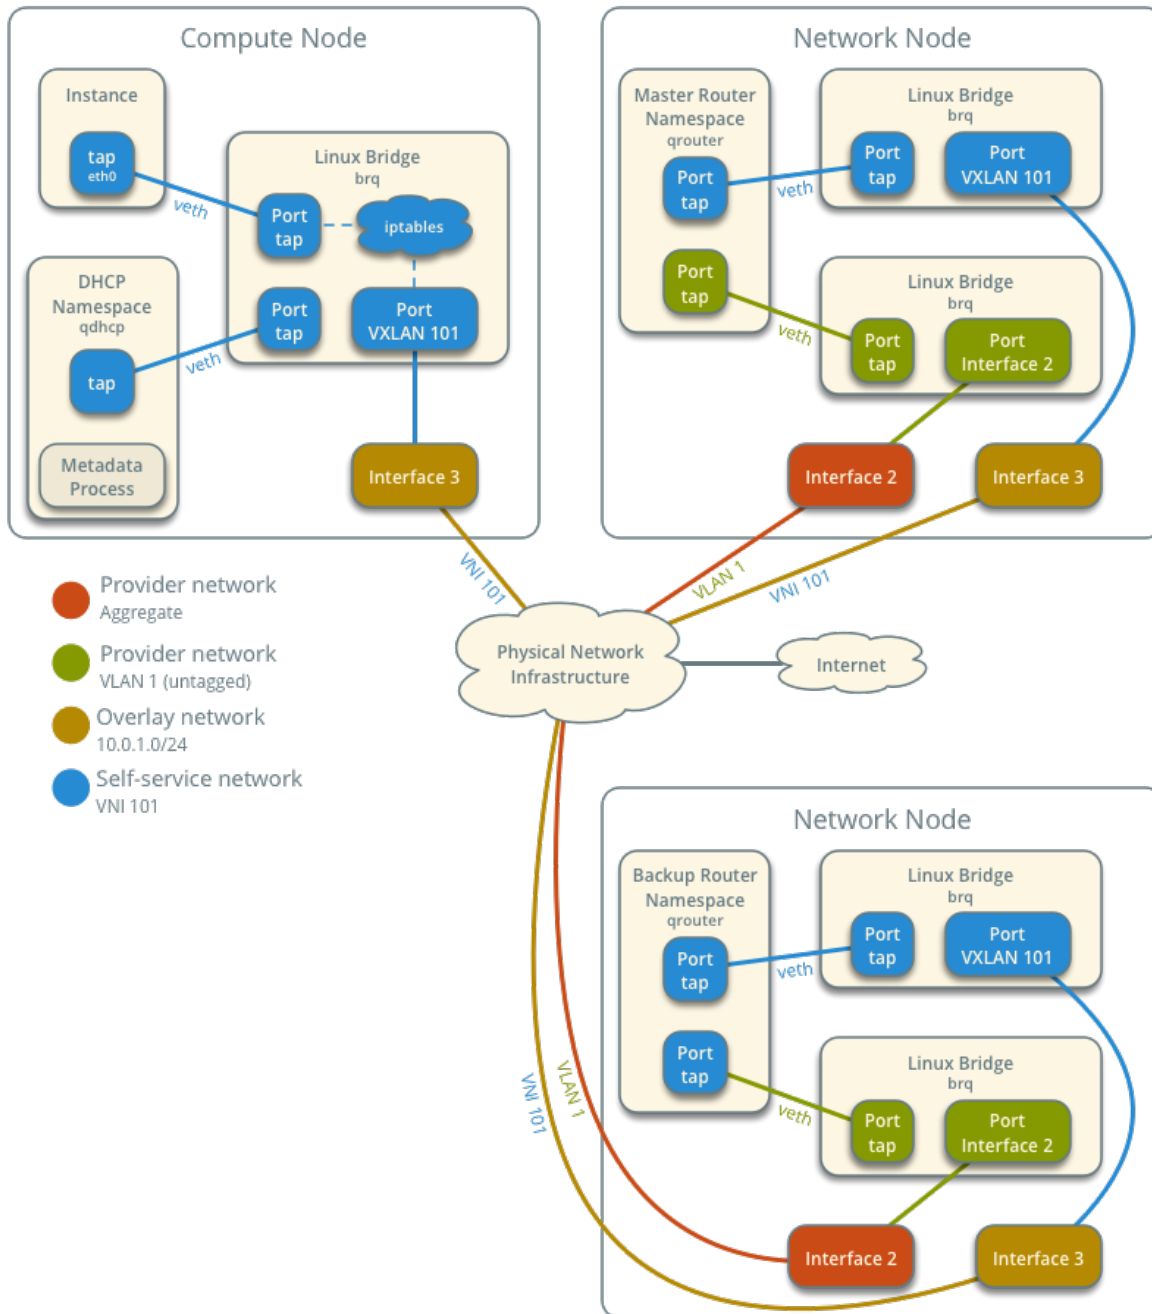 Compute Node
Instance
tap
eth0
veth
Linux Bridge
brq
Port
tap
iptables
DHCP
Namespace
qdhcp
tap
veth
Port
tap
Port
VXLAN 101
Metadata
Process
Interface 3
VNI 101
Network Node
Master Router
Namespace
qrouter
Port
tap
veth
Linux Bridge
brq
Port
tap
Port
VXLAN 101
Port
tap
veth
Linux Bridge
brq
Port
tap
Port
Interface 2
Interface 2
Interface 3
VLAN 1
VNI 101
Physical Network
Infrastructure
Internet
Provider network
Aggregate
Provider network
VLAN 1 (untagged)
Overlay network
10.0.1.0/24
Self-service network
VNI 101
VNI 101
VLAN 1
Network Node
Backup Router
Namespace
qrouter
Port
tap
veth
Linux Bridge
brq
Port
tap
Port
VXLAN 101
Port
tap
veth
Linux Bridge
brq
Port
tap
Port
Interface 2
Interface 2
Interface 3